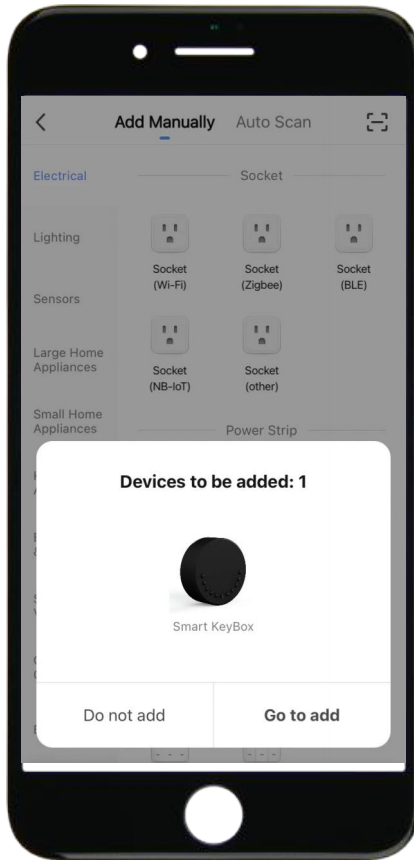 Add Manually Auto Scan
Electrical
Socket
Lighting
Socket
(Wi-Fi)
Socket
(Zigbee)
Socket
(BLE)
Sensors
Large Home
Appliances
Socket
(NB-IoT)
Socket
(other)
Small Home
Appliances
Power Strip
Devices to be added: 1
Smart KeyBox
Do not add
Go to add